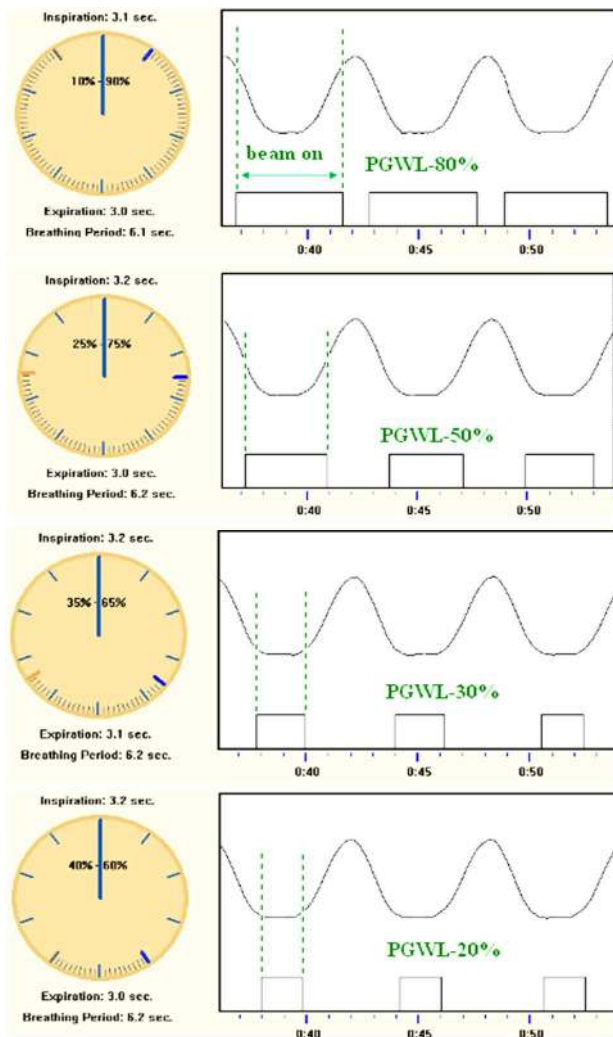 Inspiration: 3.1 sec.
10% - 90%
Expiration: 3.0 sec.
Breathing Period: 6.1 sec.
beam on
PGWL-80%
0:40 0:45 0:50
Inspiration: 3.2 sec.
25% - 75%
Expiration: 3.0 sec.
Breathing Period: 6.2 sec.
PGWL-50%
0:40 0:45 0:50
Inspiration: 3.2 sec.
35% - 65%
Expiration: 3.1 sec.
Breathing Period: 6.2 sec.
PGWL-30%
0:40 0:45 0:50
Inspiration: 3.2 sec.
40% - 60%
Expiration: 3.0 sec.
Breathing Period: 6.2 sec.
PGWL-20%
0:40 0:45 0:50